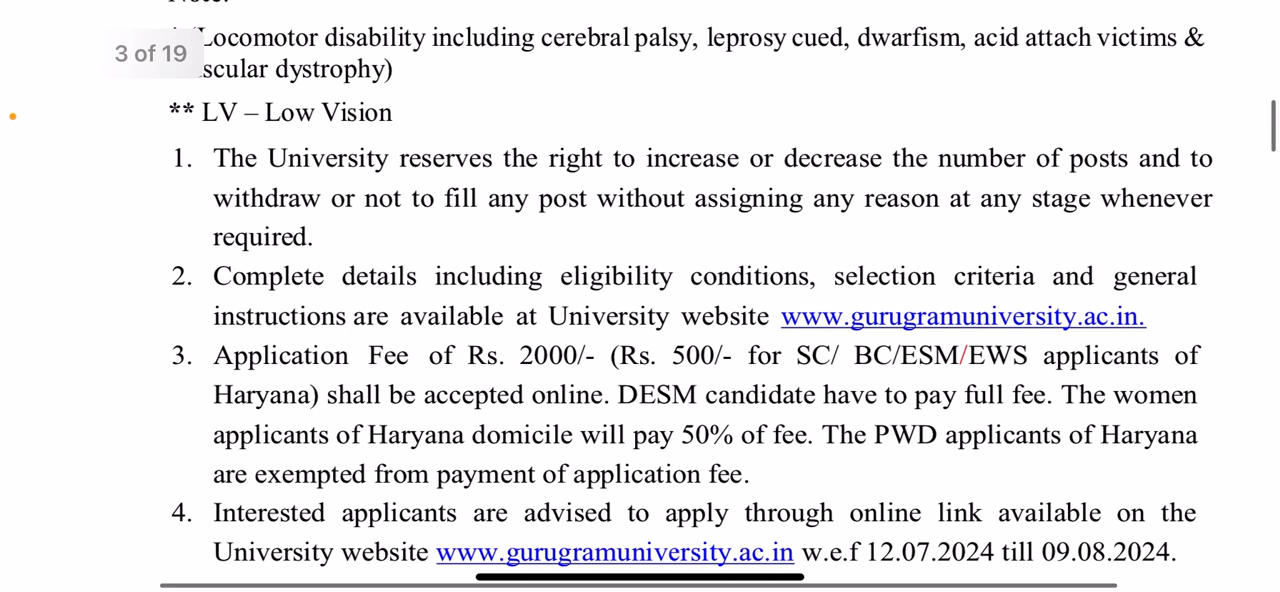 3 of 19
Locomotor disability including cerebral palsy, leprosy cued, dwarfism, acid attach victims &
scular dystrophy)
** LV – Low Vision
1. The University reserves the right to increase or decrease the number of posts and to
withdraw or not to fill any post without assigning any reason at any stage whenever
required.
2. Complete details including eligibility conditions, selection criteria and general
instructions are available at University website www.gurugramuniversity.ac.in.
3. Application Fee of Rs. 2000/- (Rs. 500/- for SC/ BC/ESM/EWS applicants of
Haryana) shall be accepted online. DESM candidate have to pay full fee. The women
applicants of Haryana domicile will pay 50% of fee. The PWD applicants of Haryana
are exempted from payment of application fee.
4. Interested applicants are advised to apply through online link available on the
University website www.gurugramuniversity.ac.in w.e.f 12.07.2024 till 09.08.2024.